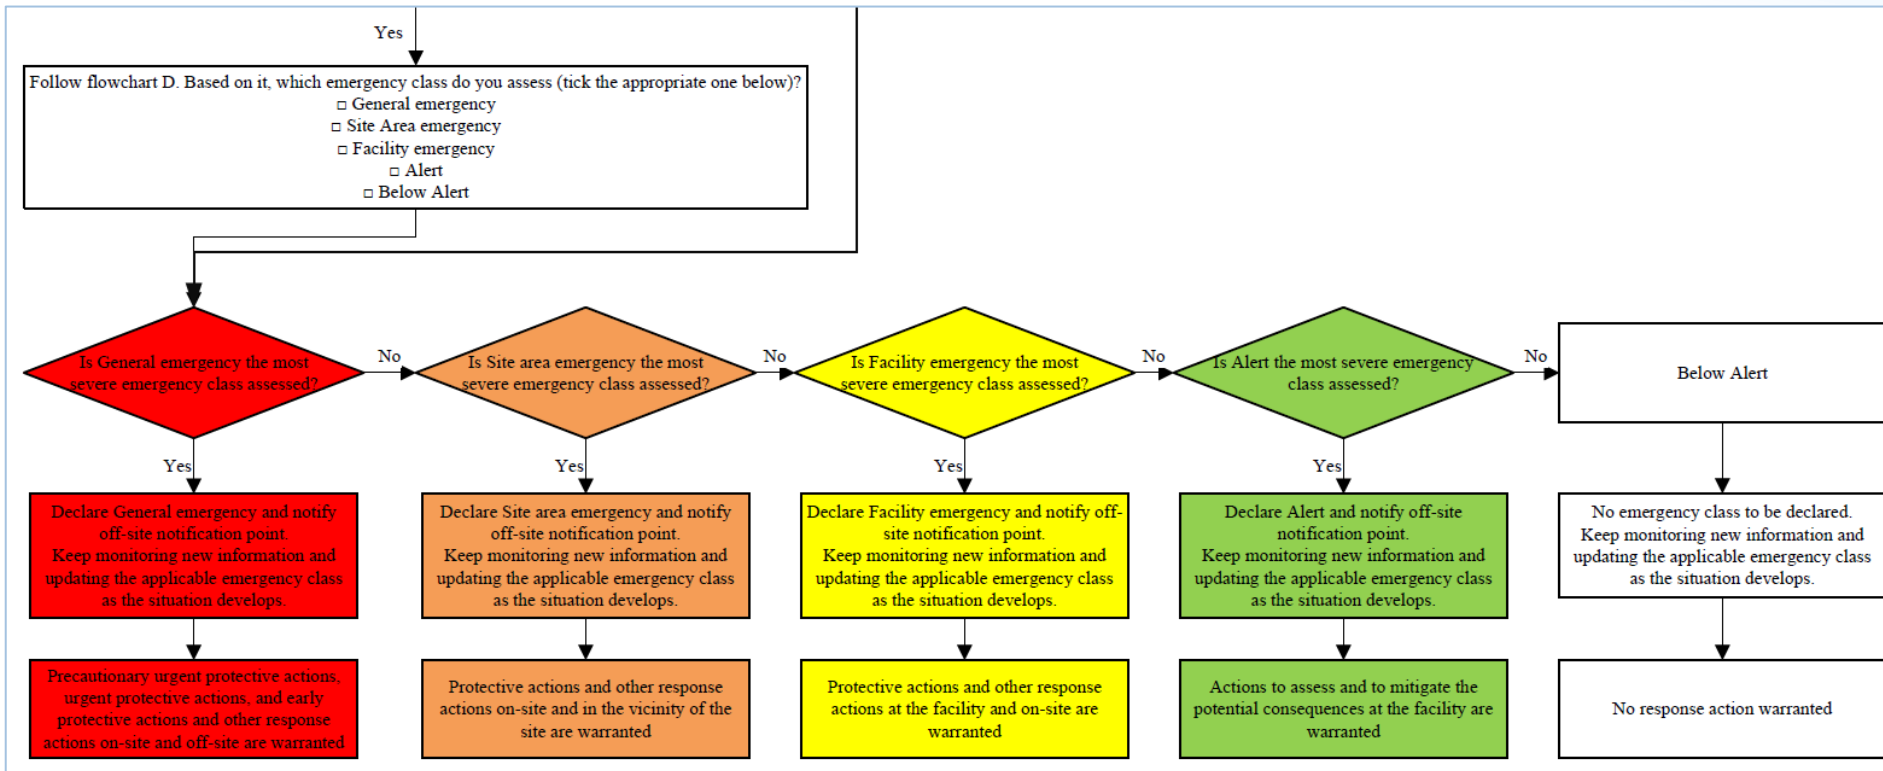 Yes
Follow flowchart D. Based on it, which emergency class do you assess (tick the appropriate one below)?
□ General emergency
□ Site Area emergency
□ Facility emergency
□ Alert
□ Below Alert
Is General emergency the most
severe emergency class assessed?
No
Is Site area emergency the most
severe emergency class assessed?
No
Is Facility emergency the most
severe emergency class assessed?
No
Is Alert the most severe emergency
class assessed?
No
Below Alert
Yes
Yes
Yes
Yes
Declare General emergency and notify
off-site notification point.
Keep monitoring new information and
updating the applicable emergency class
as the situation develops.
Declare Site area emergency and notify
off-site notification point.
Keep monitoring new information and
updating the applicable emergency class
as the situation develops.
Declare Facility emergency and notify off-
site notification point.
Keep monitoring new information and
updating the applicable emergency class
as the situation develops.
Declare Alert and notify off-site
notification point.
Keep monitoring new information and
updating the applicable emergency class
as the situation develops.
No emergency class to be declared.
Keep monitoring new information and
updating the applicable emergency class
as the situation develops.
Precautionary urgent protective actions,
urgent protective actions, and early
protective actions and other response
actions on-site and off-site are warranted
Protective actions and other response
actions on-site and in the vicinity of the
site are warranted
Protective actions and other response
actions at the facility and on-site are
warranted
Actions to assess and to mitigate the
potential consequences at the facility are
warranted
No response action warranted